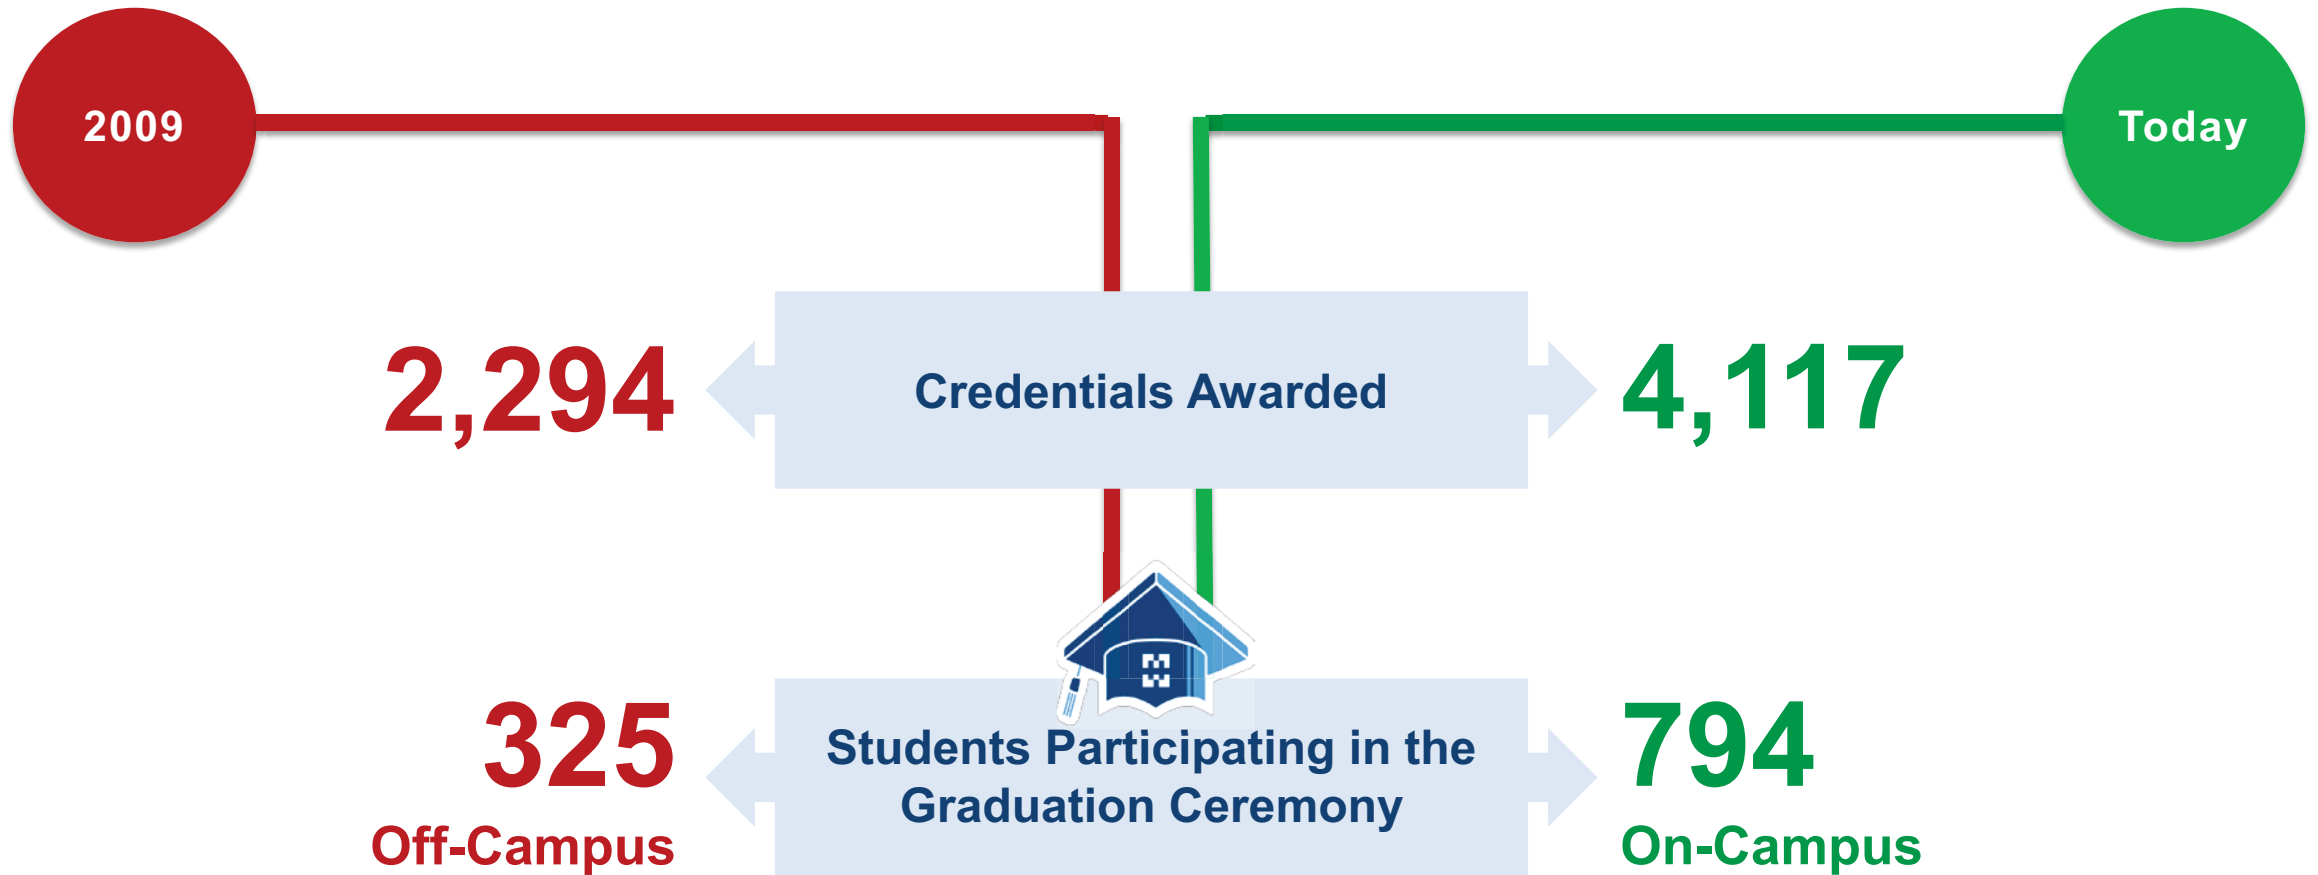 2009
Today
2,294
Credentials Awarded
4,117
325
Off-Campus
Students Participating in the
Graduation Ceremony
794
On-Campus